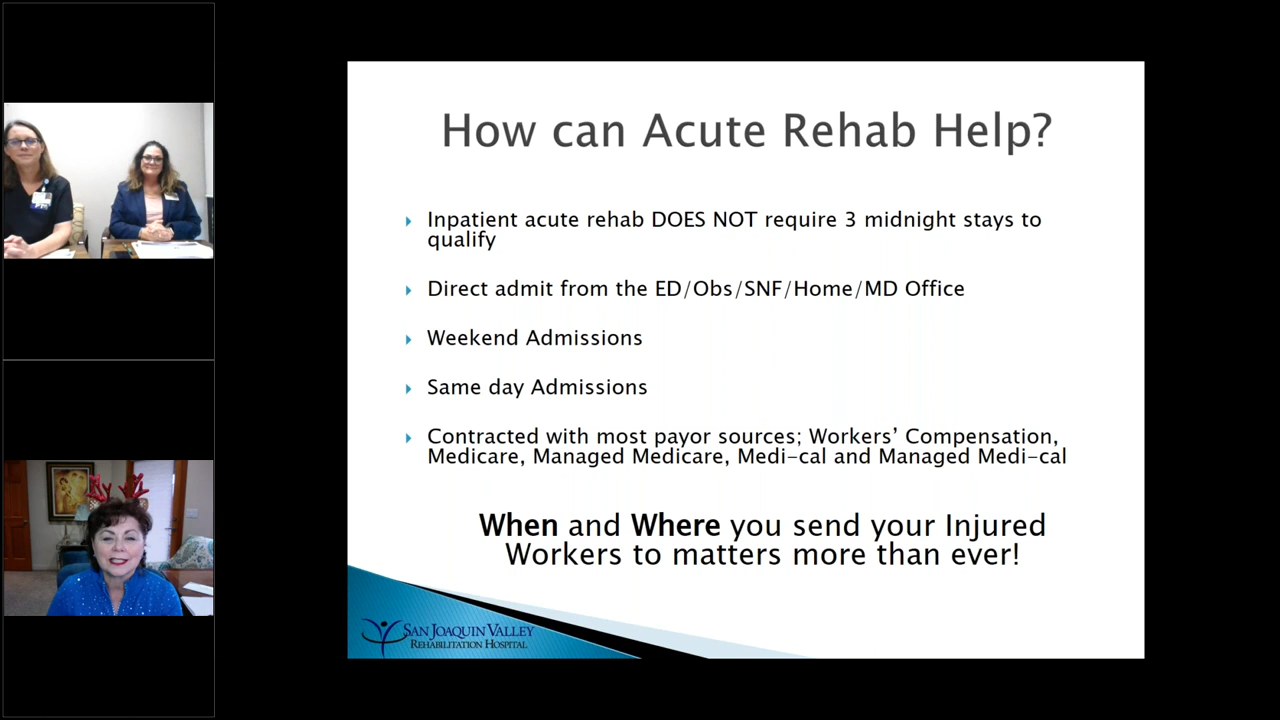 How can Acute Rehab Help?
Inpatient acute rehab DOES NOT require 3 midnight stays to
qualify
Direct admit from the ED/Obs/SNF/Home/MD Office
Weekend Admissions
Same day Admissions
Contracted with most payor sources; Workers’ Compensation,
Medicare, Managed Medicare, Medi-cal and Managed Medi-cal
When and Where you send your Injured
Workers to matters more than ever!
SAN JOAQUIN VALLEY
REHABILITATION HOSPITAL